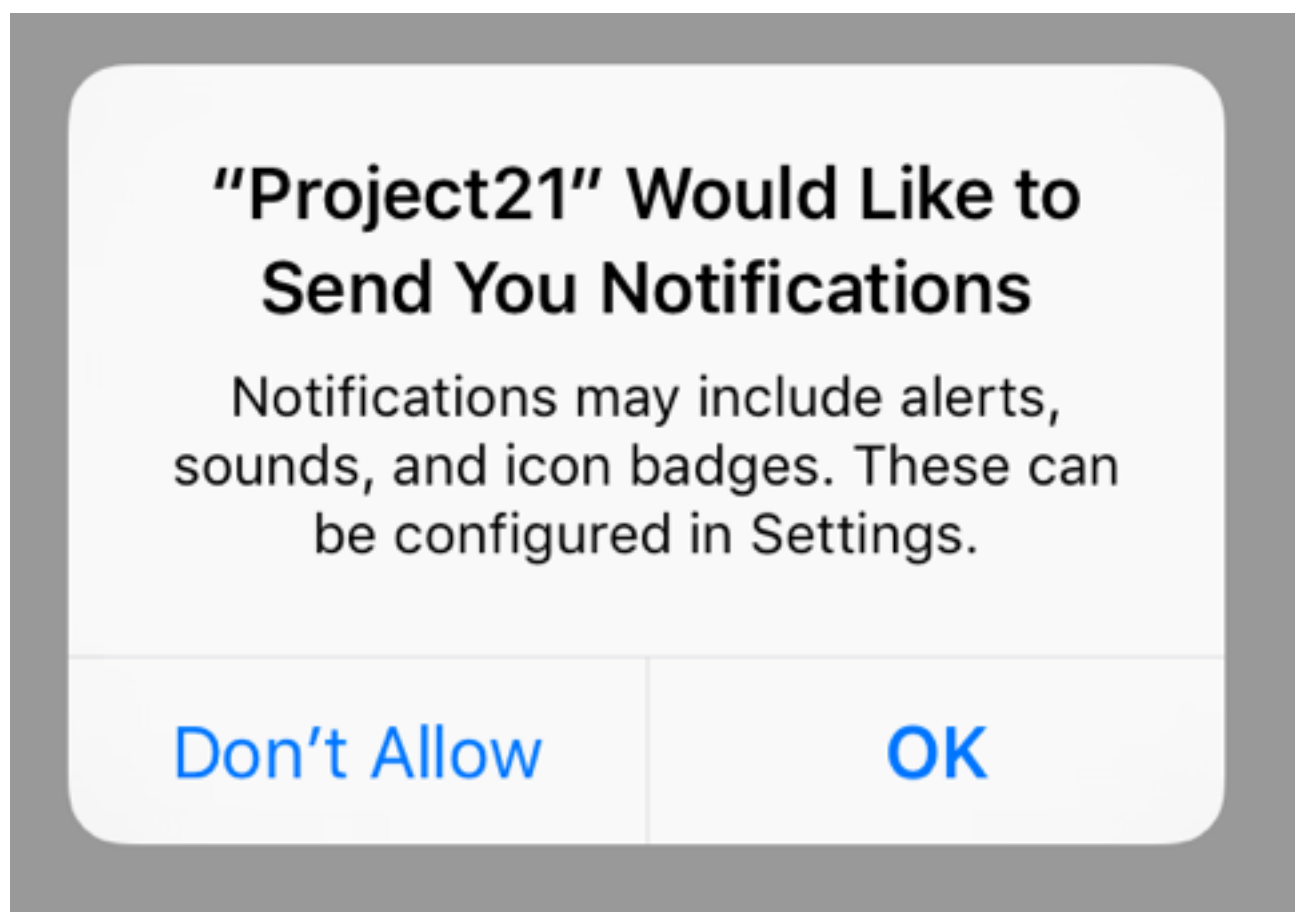 “Project21” Would Like to
Send You Notifications
Notifications may include alerts,
sounds, and icon badges. These can
be configured in Settings.
Don’t Allow
OK